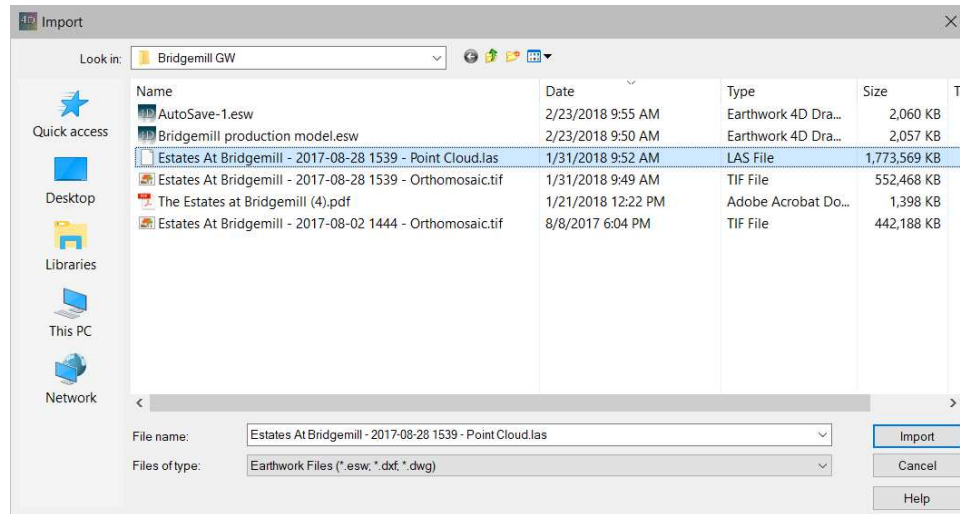 4D Import
Look in: Bridgemill GW
Name Date Type Size T
AutoSave-1.esw 2/23/2018 9:55 AM Earthwork 4D Dra... 2,060 KB
Bridgemill production model.esw 2/23/2018 9:50 AM Earthwork 4D Dra... 2,057 KB
Estates At Bridgemill - 2017-08-28 1539 - Point Cloud.las 1/31/2018 9:52 AM LAS File 1,773,569 KB
Estates At Bridgemill - 2017-08-28 1539 - Orthomosaic.tif 1/31/2018 9:49 AM TIF File 552,468 KB
The Estates at Bridgemill (4).pdf 1/21/2018 12:22 PM Adobe Acrobat Do... 1,398 KB
Estates At Bridgemill - 2017-08-02 1444 - Orthomosaic.tif 8/8/2017 6:04 PM TIF File 442,188 KB
Quick access
Desktop
Libraries
This PC
Network
File name: Estates At Bridgemill - 2017-08-28 1539 - Point Cloud.las Import
Files of type: Earthwork Files (*.esw; *.dxf; *.dwg) Cancel
Help